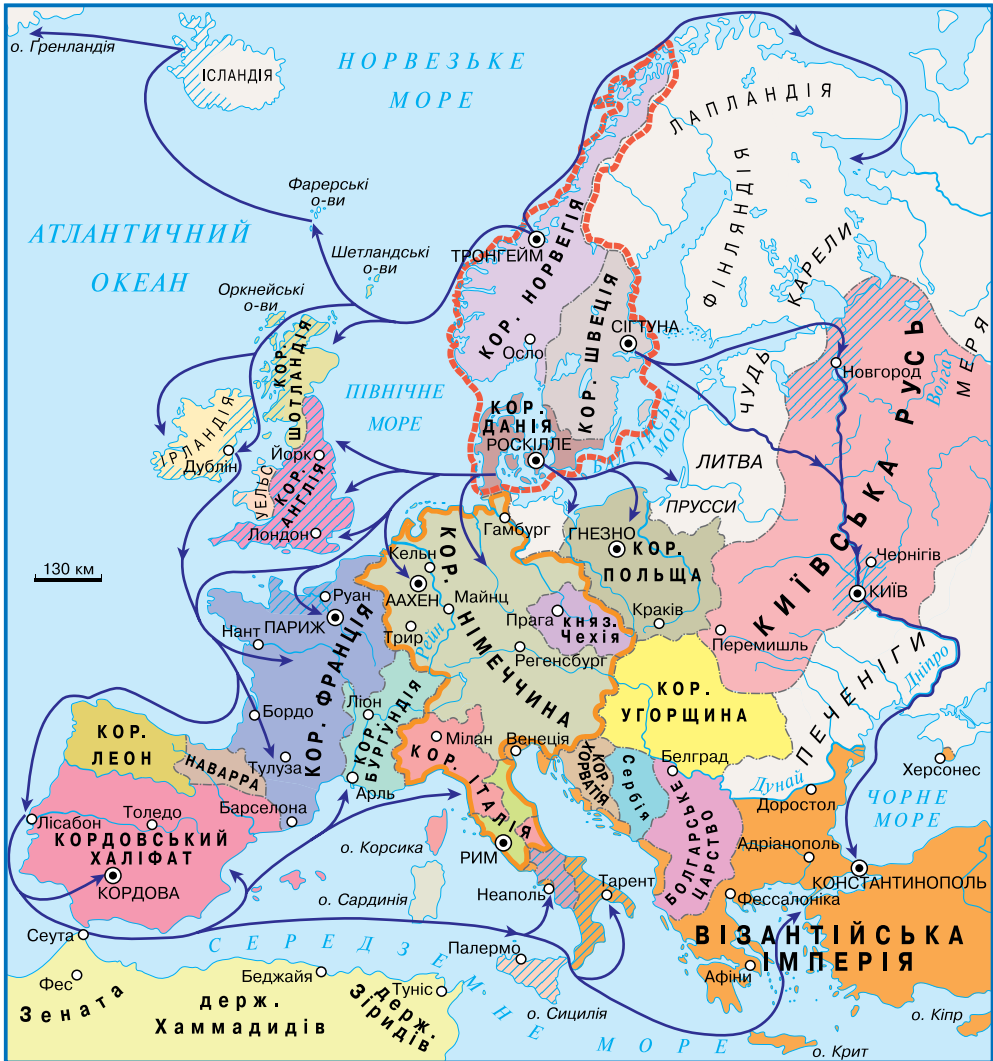 о. Ґренландія
ІСЛАНДІЯ
НОРВЕЗЬКЕ
МОРЕ
ЛАПЛАНДІЯ
Фарерські
о-ви
АТЛАНТИЧНИЙ
ОКЕАН
Шетландські
о-ви
Оркнейські
о-ви
ТРОНГЕЙМ
КОР. НОРВЕГІЯ
ФІНЛЯНДІЯ
КАРЕЛИ
КОР.
ШОТЛАНДІЯ
Осло
КОР. ШВЕЦІЯ
СІГТУНА
Новгород
Волга
МЕРЯ
ЧУДЬ
ПІВНІЧНЕ
МОРЕ
КОР.
ДАНІЯ
РОСКІЛЛЕ
БАЛТІЙСЬКЕ
МОРЕ
ІРЛАНДІЯ
Дублін
Йорк
УЕЛЬС
КОР.
АНГЛІЯ
Лондон
ЛИТВА
ПРУССИ
КИЇВСЬКА РУСЬ
Гамбург
ГНЕЗНО
КОР.
ПОЛЬЩА
Чернігів
КИЇВ
130 км
Кельн
ААХЕН
КОР. НІМЕЧЧИНА
Майнц
Руан
ПАРИЖ
Трир
Рейн
Прага
КНЯЗ.
Чехія
Краків
Перемишль
Нант
Регенсбург
ПЕЧЕНІГИ
Дніпро
КОР. ФРАНЦІЯ
КОР.
УГОРЩИНА
Бордо
Ліон
КОР.
БУРГУНДІЯ
Мілан
Венеція
КОР. ІТАЛІЯ
КОР.
ЛЕОН
НАВАРРА
Тулуза
Арль
КОР.
ХОРВАТІЯ
Сербія
Белград
Дунай
Доростол
Херсонес
ЧОРНЕ
МОРЕ
Лісабон
Толедо
Барселона
КОРДОВСЬКИЙ
ХАЛІФАТ
КОРДОВА
о. Корсика
РИМ
БОЛГАРСЬКЕ
ЦАРСТВО
Адріанополь
КОНСТАНТИНОПОЛЬ
о. Сардинія
Неаполь
Тарент
Фессалоніка
ВІЗАНТІЙСЬКА
ІМПЕРІЯ
Сеута
СЕРЕДЗЕМНЕ МОРЕ
Палермо
Афіни
Фес
Зената
Беджайя
держ.
Хаммадидів
Туніс
держ.
Зіридів
о. Сицилія
о. Кіпр
о. Крит